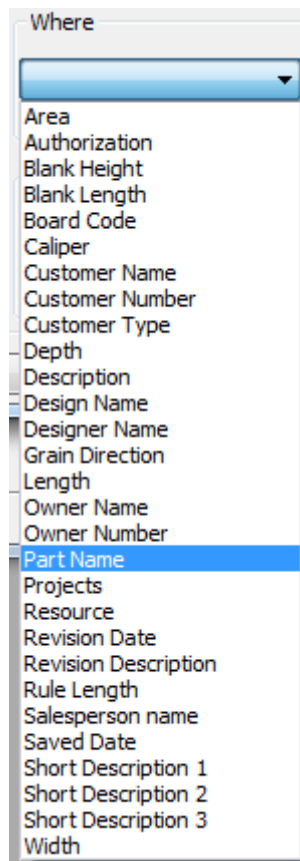 Where
Area
Authorization
Blank Height
Blank Length
Board Code
Caliper
Customer Name
Customer Number
Customer Type
Depth
Description
Design Name
Designer Name
Grain Direction
Length
Owner Name
Owner Number
Part Name
Projects
Resource
Revision Date
Revision Description
Rule Length
Salesperson name
Saved Date
Short Description 1
Short Description 2
Short Description 3
Width